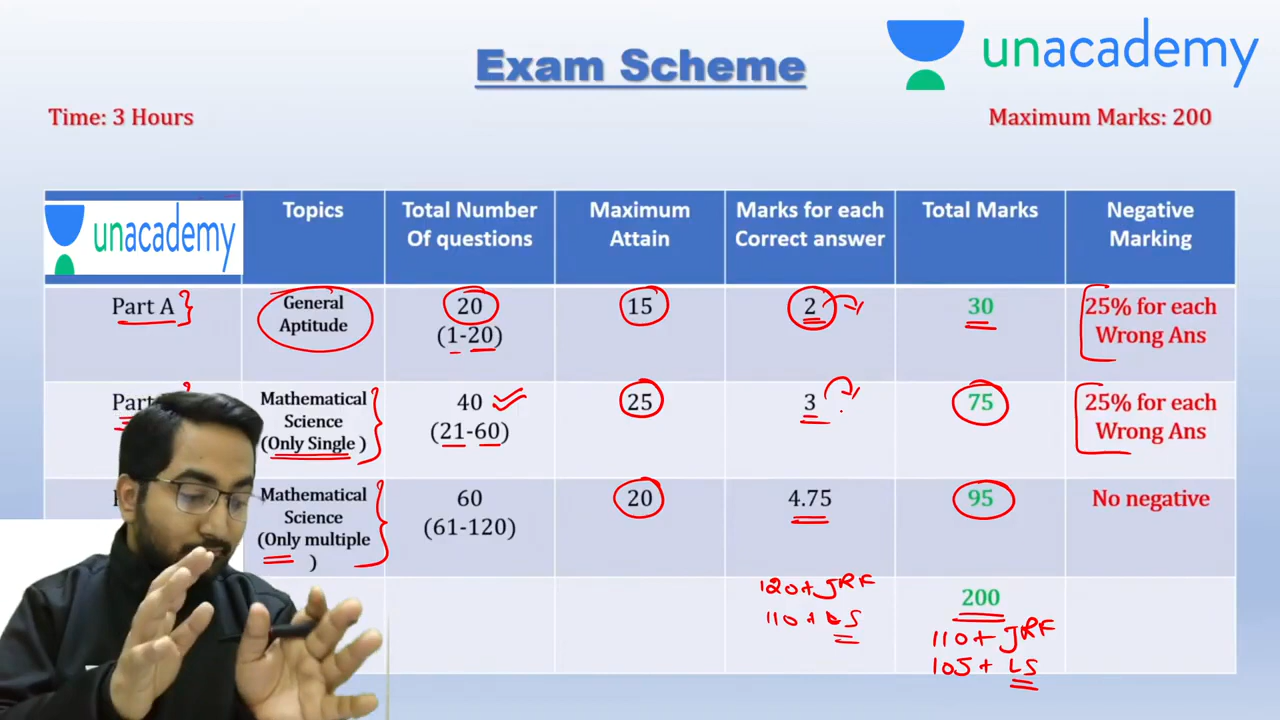 Exam Scheme
unacademy
Time: 3 Hours
Maximum Marks: 200
unacademy
Topics
Total Number
Of questions
Maximum
Attain
Marks for each
Correct answer
Total Marks
Negative
Marking
Part A
General
Aptitude
20
(1-20)
15
2
30
25% for each
Wrong Ans
Part
Mathematical
Science
(Only Single )
40
(21-60)
25
3
75
25% for each
Wrong Ans
Mathematical
Science
(Only multiple
)
60
(61-120)
20
4.75
95
No negative
120+ JRF
110+ LS
200
110+ JRF
105+ LS